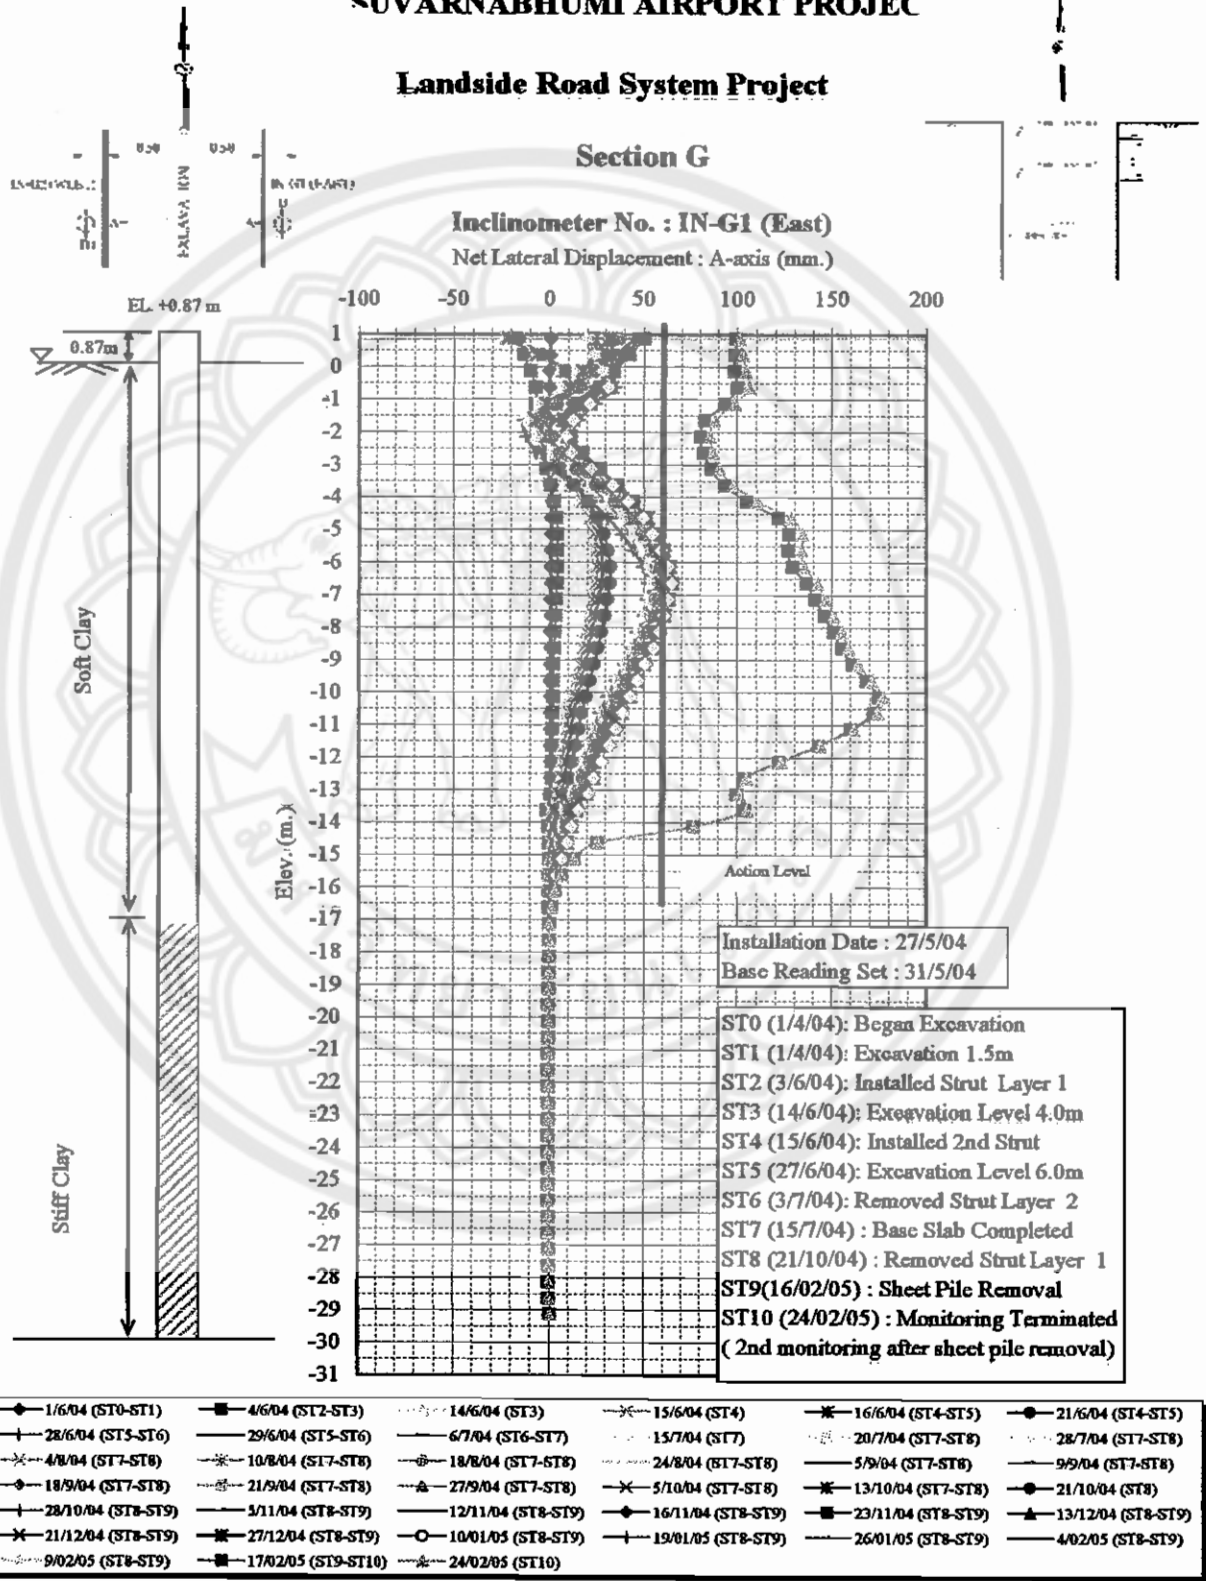 SUVARNABHUMI AIRPORT PROJEC
Landside Road System Project
Section G
Inclinometer No. : IN-G1 (East)
Net Lateral Displacement : A-axis (mm.)
-100 -50 0 50 100 150 200
EL. +0.87 m
0.87m
Soft Clay
Stiff Clay
Elev. (m.)
1
0
-1
-2
-3
-4
-5
-6
-7
-8
-9
-10
-11
-12
-13
-14
-15
-16
-17
-18
-19
-20
-21
-22
-23
-24
-25
-26
-27
-28
-29
-30
-31
Action Level
Installation Date : 27/5/04
Base Reading Set : 31/5/04
ST0 (1/4/04): Began Excavation
ST1 (1/4/04): Excavation 1.5m
ST2 (3/6/04): Installed Strut Layer 1
ST3 (14/6/04): Excavation Level 4.0m
ST4 (15/6/04): Installed 2nd Strut
ST5 (27/6/04): Excavation Level 6.0m
ST6 (3/7/04): Removed Strut Layer 2
ST7 (15/7/04) : Base Slab Completed
ST8 (21/10/04) : Removed Strut Layer 1
ST9(16/02/05) : Sheet Pile Removal
ST10 (24/02/05) : Monitoring Terminated
( 2nd monitoring after sheet pile removal)
1/6/04 (ST0-ST1) 4/6/04 (ST2-ST3) 14/6/04 (ST3) 15/6/04 (ST4) 16/6/04 (ST4-ST5) 21/6/04 (ST4-ST5)
28/6/04 (ST5-ST6) 29/6/04 (ST5-ST6) 6/7/04 (ST6-ST7) 15/7/04 (ST7) 20/7/04 (ST7-ST8) 28/7/04 (ST7-ST8)
4/8/04 (ST7-ST8) 10/8/04 (ST7-ST8) 18/8/04 (ST7-ST8) 24/8/04 (ST7-ST8) 5/9/04 (ST7-ST8) 9/9/04 (ST7-ST8)
18/9/04 (ST7-ST8) 21/9/04 (ST7-ST8) 27/9/04 (ST7-ST8) 5/10/04 (ST7-ST8) 13/10/04 (ST7-ST8) 21/10/04 (ST8)
28/10/04 (ST8-ST9) 5/11/04 (ST8-ST9) 12/11/04 (ST8-ST9) 16/11/04 (ST8-ST9) 23/11/04 (ST8-ST9) 13/12/04 (ST8-ST9)
21/12/04 (ST8-ST9) 27/12/04 (ST8-ST9) 10/01/05 (ST8-ST9) 19/01/05 (ST8-ST9) 26/01/05 (ST8-ST9) 4/02/05 (ST8-ST9)
9/02/05 (ST8-ST9) 17/02/05 (ST9-ST10) 24/02/05 (ST10)